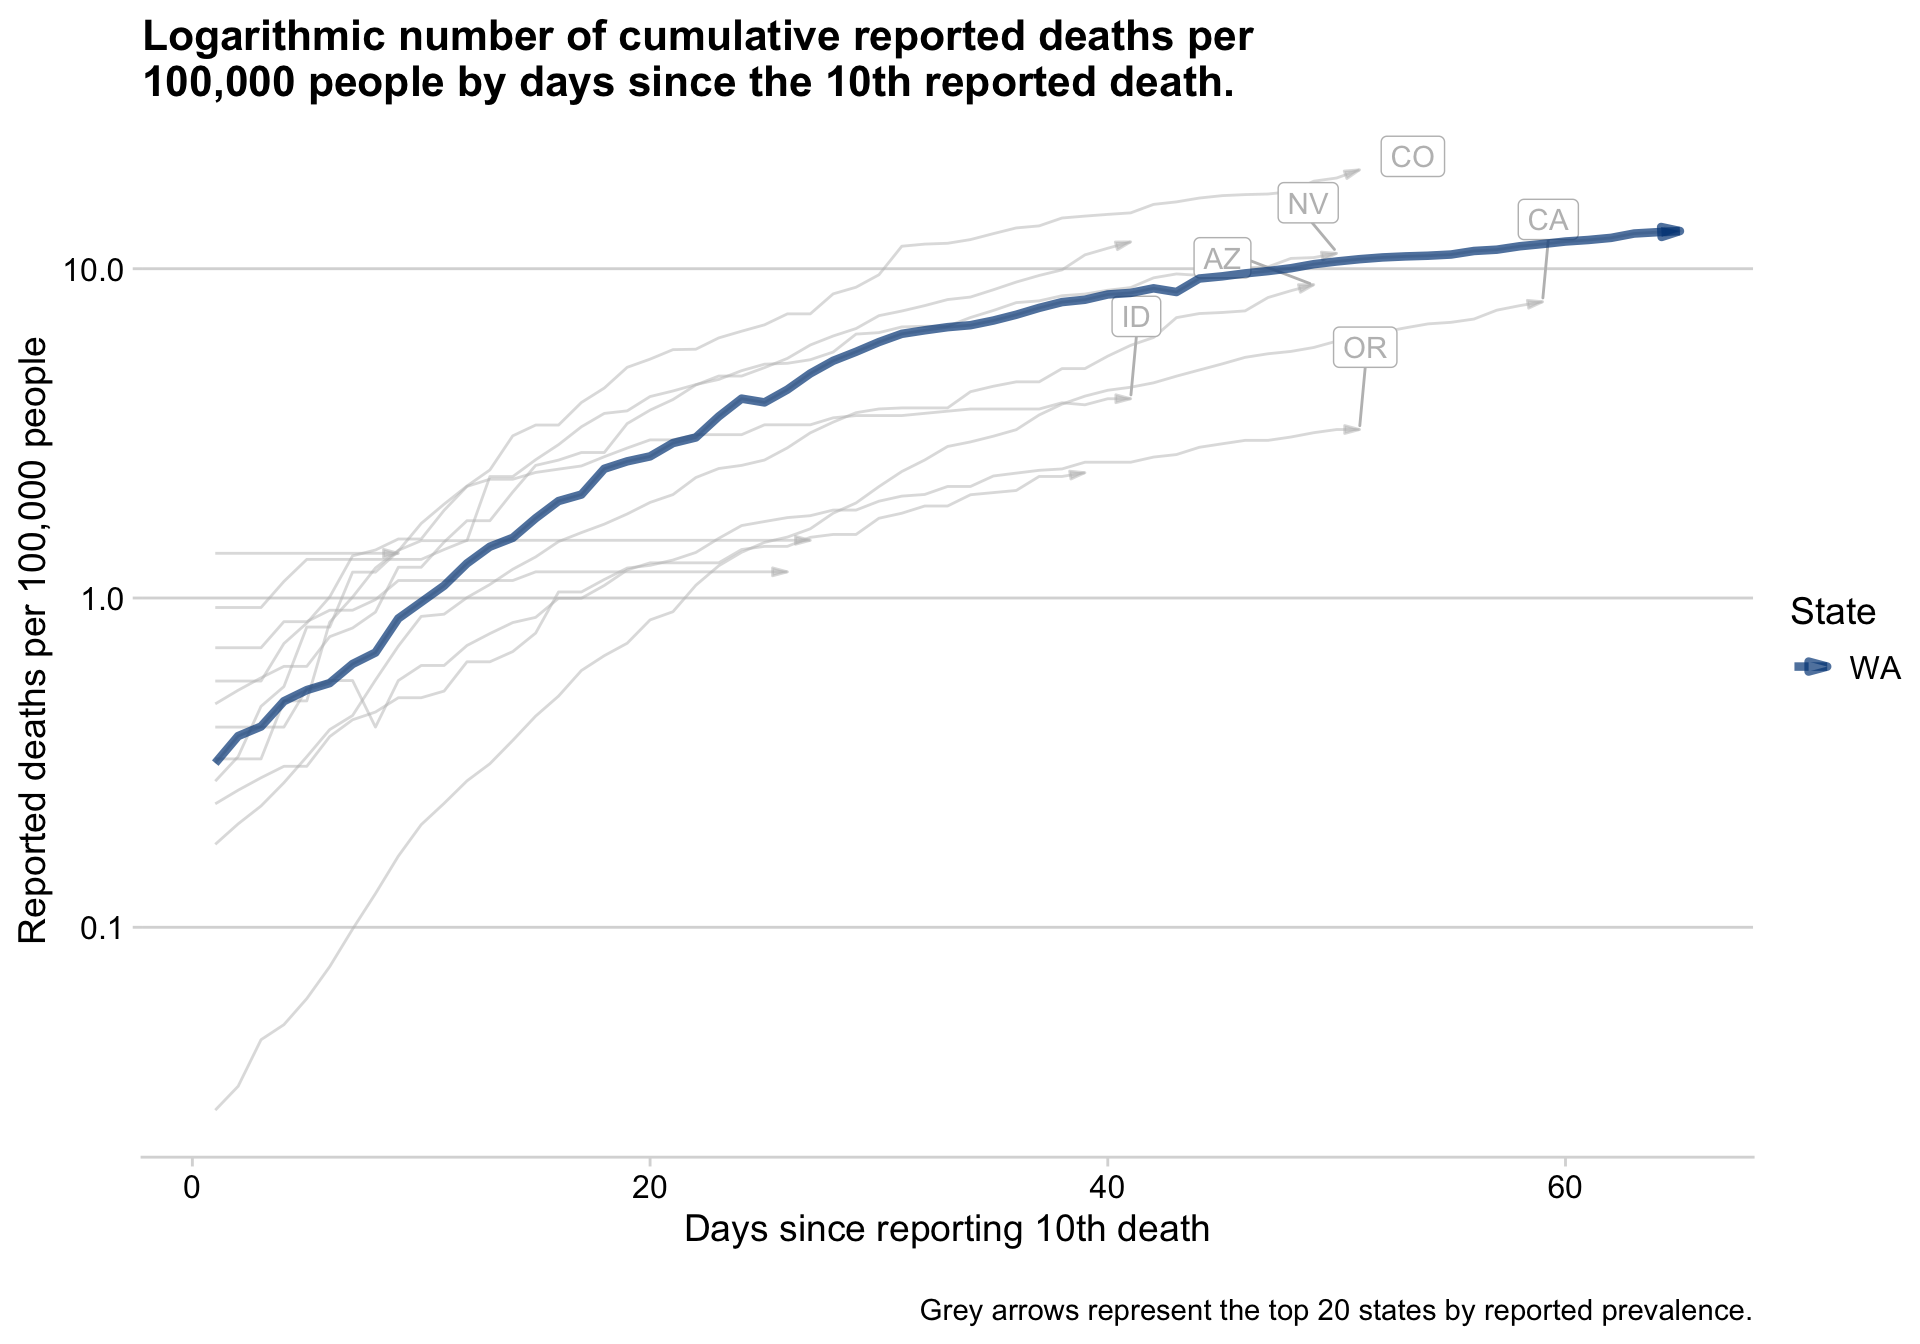 Logarithmic number of cumulative reported deaths per
100,000 people by days since the 10th reported death.
CO
NV
CA
AZ
ID
OR
10.0
1.0
0.1
Reported deaths per 100,000 people
State
WA
0 20 40 60
Days since reporting 10th death
Grey arrows represent the top 20 states by reported prevalence.